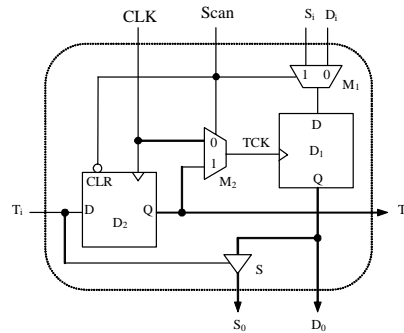 CLK Scan Sᵢ Dᵢ
1 0
M₁
D
0
TCK
D₁
1
CLR
M₂
Q
Tᵢ
D
Q
T
D₂
S
S₀ D₀